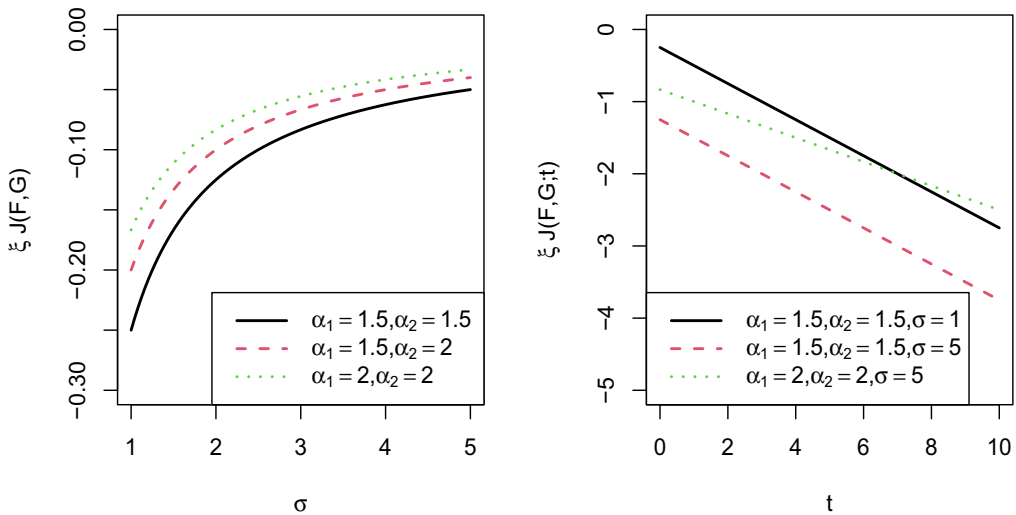 0.00
−0.10
−0.20
−0.30
ξ J(F,G)
1 2 3 4 5
σ
α₁ = 1.5,α₂ = 1.5
α₁ = 1.5,α₂ = 2
α₁ = 2,α₂ = 2
0
−1
−2
−3
−4
−5
ξ J(F,G;t)
0 2 4 6 8 10
t
α₁ = 1.5,α₂ = 1.5,σ = 1
α₁ = 1.5,α₂ = 1.5,σ = 5
α₁ = 2,α₂ = 2,σ = 5